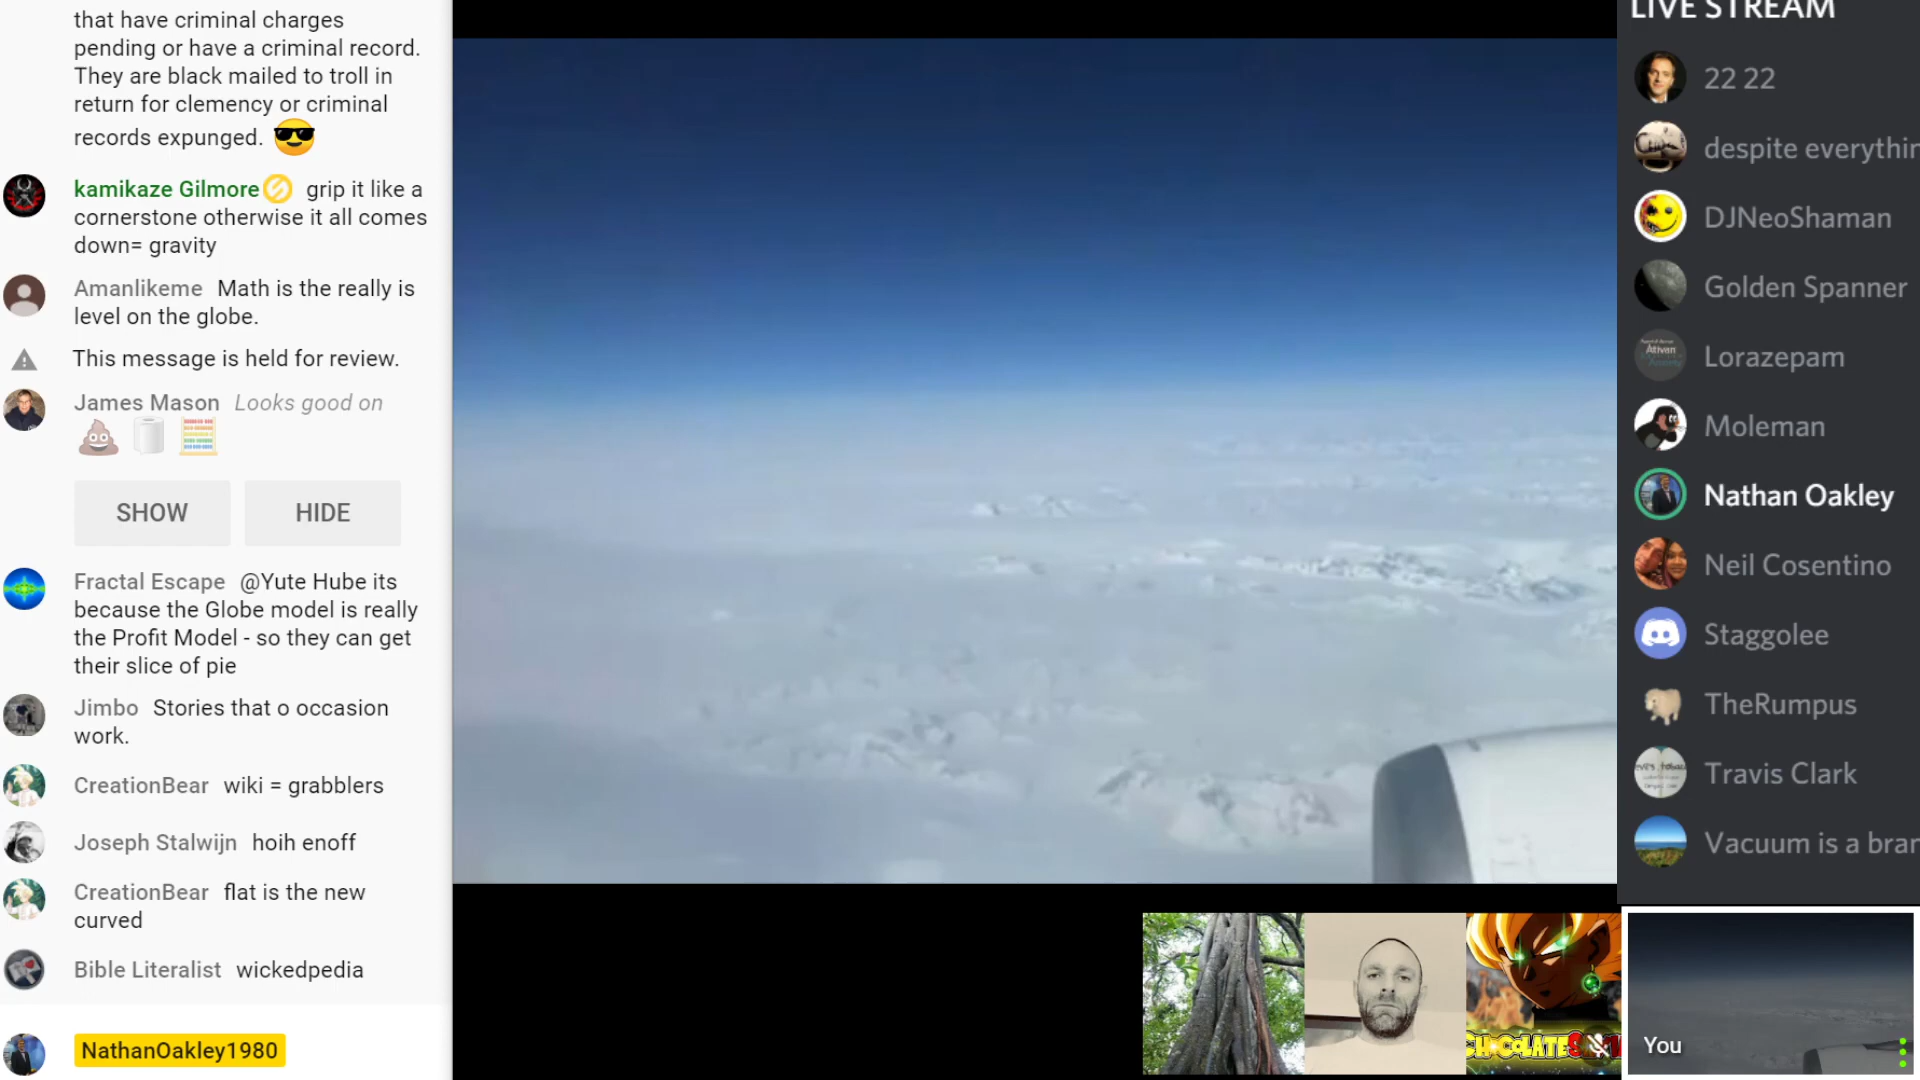 that have criminal charges
pending or have a criminal record.
They are black mailed to troll in
return for clemency or criminal
records expunged.
kamikaze Gilmore grip it like a
cornerstone otherwise it all comes
down= gravity
Amanlikeme Math is the really is
level on the globe.
This message is held for review.
James Mason Looks good on
SHOW HIDE
Fractal Escape @Yute Hube its
because the Globe model is really
the Profit Model - so they can get
their slice of pie
Jimbo Stories that o occasion
work.
CreationBear wiki = grabblers
Joseph Stalwijn hoih enoff
CreationBear flat is the new
curved
Bible Literalist wickedpedia
NathanOakley1980
LIVE STREAM
22 22
despite everythin
DJNeoShaman
Golden Spanner
Ativan
Lorazepam
Moleman
Nathan Oakley
Neil Cosentino
Staggolee
TheRumpus
Travis Clark
Vacuum is a bran
CHOCOLATE
You